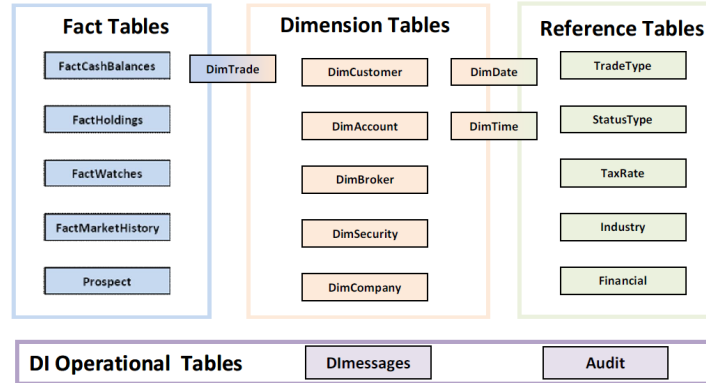 Fact Tables
FactCashBalances
FactHoldings
FactWatches
FactMarketHistory
Prospect
DimTrade
Dimension Tables
DimCustomer
DimAccount
DimBroker
DimSecurity
DimCompany
DimDate
DimTime
Reference Tables
TradeType
StatusType
TaxRate
Industry
Financial
DI Operational Tables
DImessages
Audit